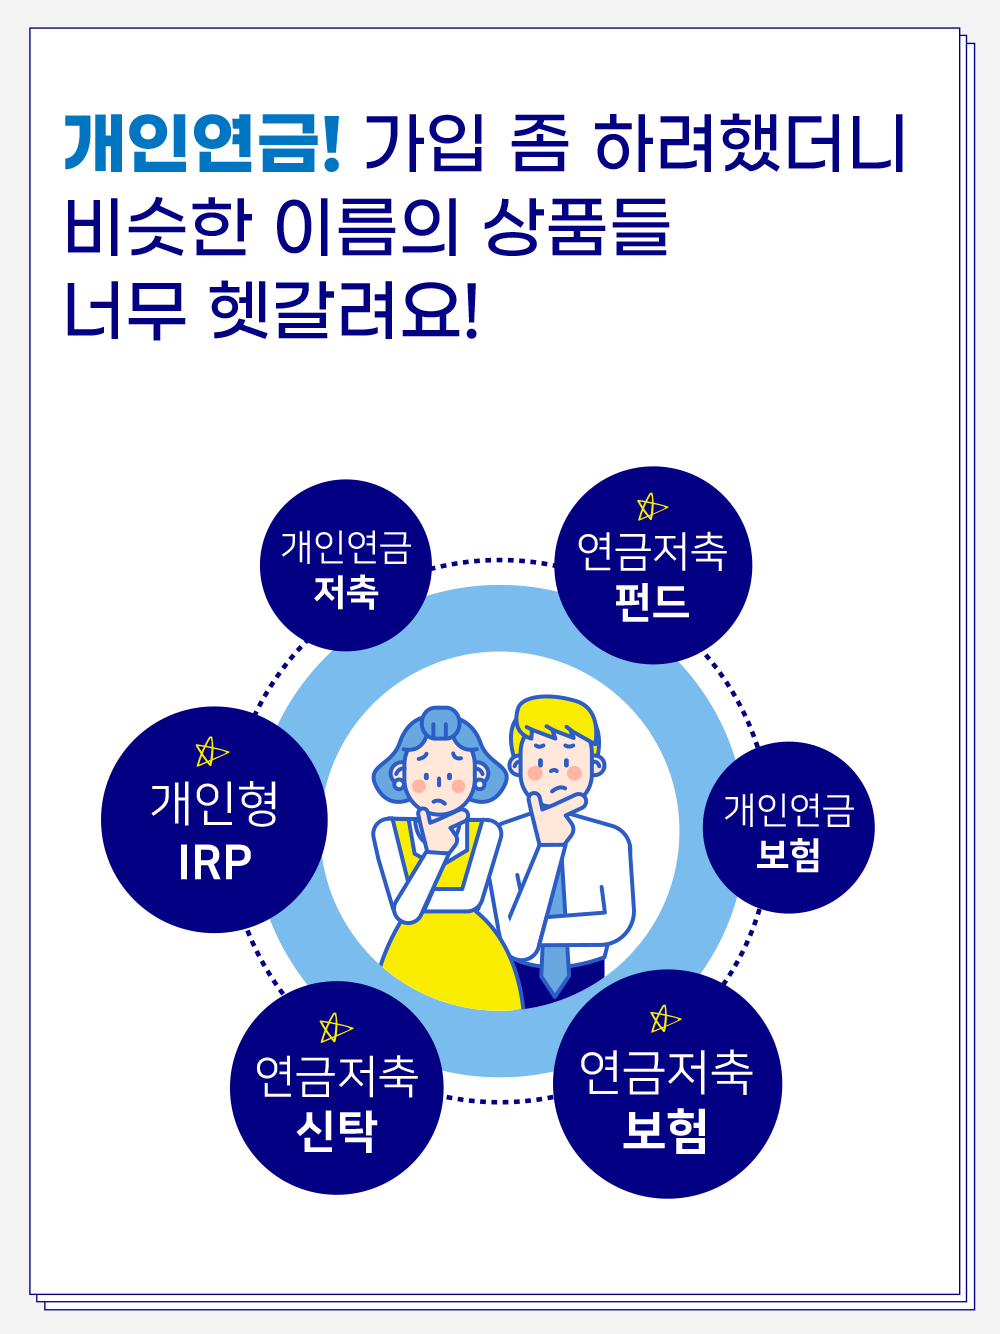 개인연금! 가입 좀 하려했더니
비슷한 이름의 상품들
너무 헷갈려요!
개인연금
저축
연금저축
펀드
개인형
IRP
개인연금
보험
연금저축
신탁
연금저축
보험